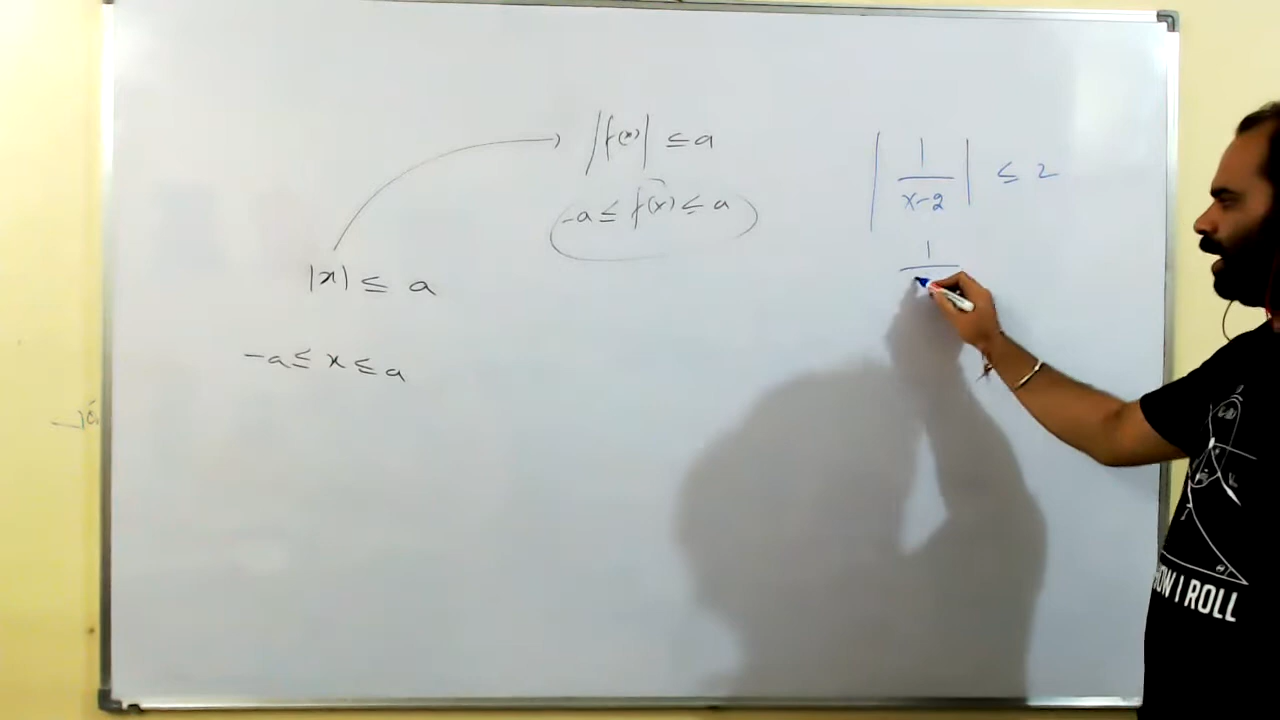 |f(x)| ≤ a
-a ≤ f(x) ≤ a
|x| ≤ a
-a ≤ x ≤ a
| 1/(x-2) | ≤ 2
1
HOW I ROLL